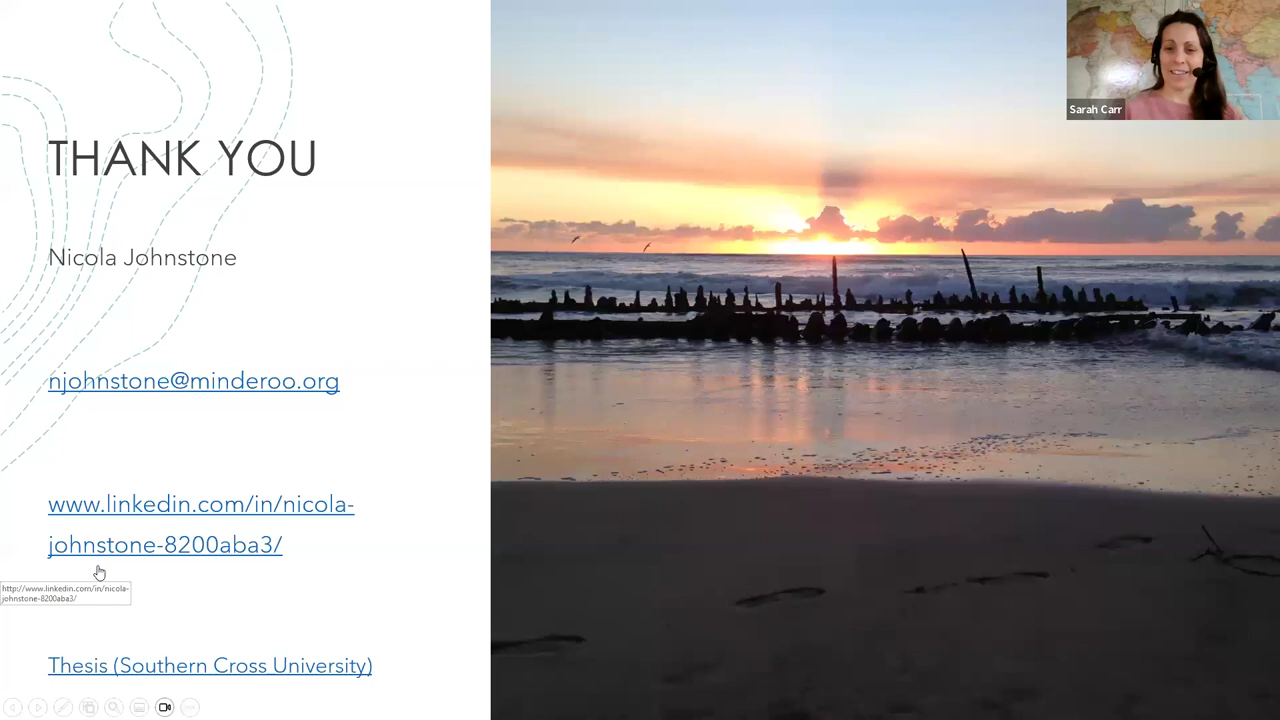 Sarah Carr
THANK YOU
Nicola Johnstone
njohnstone@minderoo.org
www.linkedin.com/in/nicola-
johnstone-8200aba3/
http://www.linkedin.com/in/nicola-
johnstone-8200aba3/
Thesis (Southern Cross University)